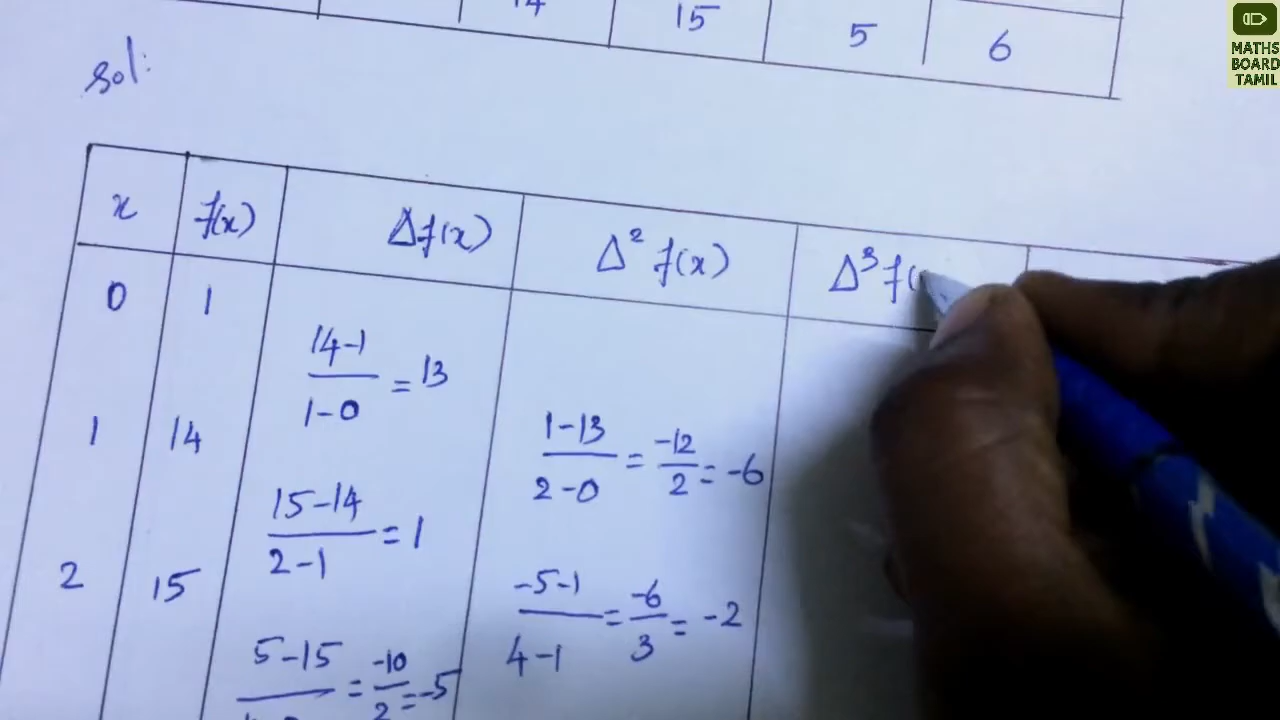 14 15 5 6
MATHS
BOARD
TAMIL
sol:
x f(x) Δf(x) Δ² f(x) Δ³ f(
0 1
14-1
1-0 = 13
1 14
1-13
2-0 = -12/2 = -6
15-14
2-1 = 1
2 15
-5-1
4-1 = -6/3 = -2
5-15
= -10/2 = -5